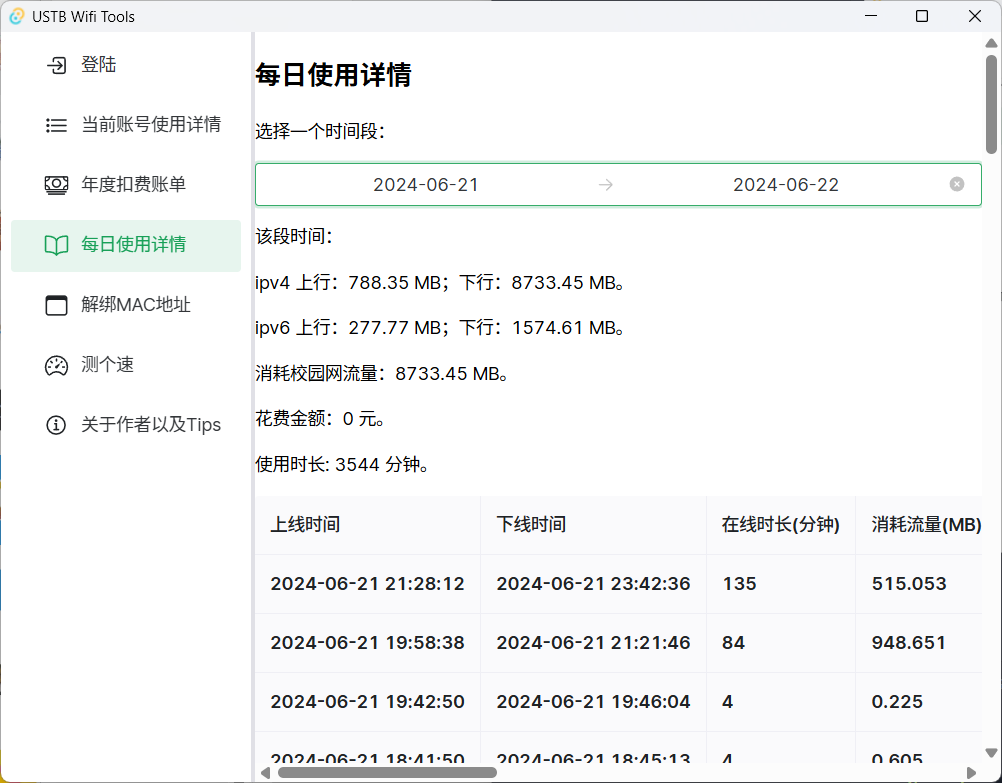 USTB Wifi Tools
登陆
当前账号使用详情
年度扣费账单
每日使用详情
解绑MAC地址
测个速
关于作者以及Tips
每日使用详情
选择一个时间段：
2024-06-21 → 2024-06-22
该段时间：
ipv4 上行：788.35 MB；下行：8733.45 MB。
ipv6 上行：277.77 MB；下行：1574.61 MB。
消耗校园网流量：8733.45 MB。
花费金额：0 元。
使用时长: 3544 分钟。
上线时间 下线时间 在线时长(分钟) 消耗流量(MB)
2024-06-21 21:28:12 2024-06-21 23:42:36 135 515.053
2024-06-21 19:58:38 2024-06-21 21:21:46 84 948.651
2024-06-21 19:42:50 2024-06-21 19:46:04 4 0.225
2024-06-21 18:41:50 2024-06-21 18:45:13 4 0.605